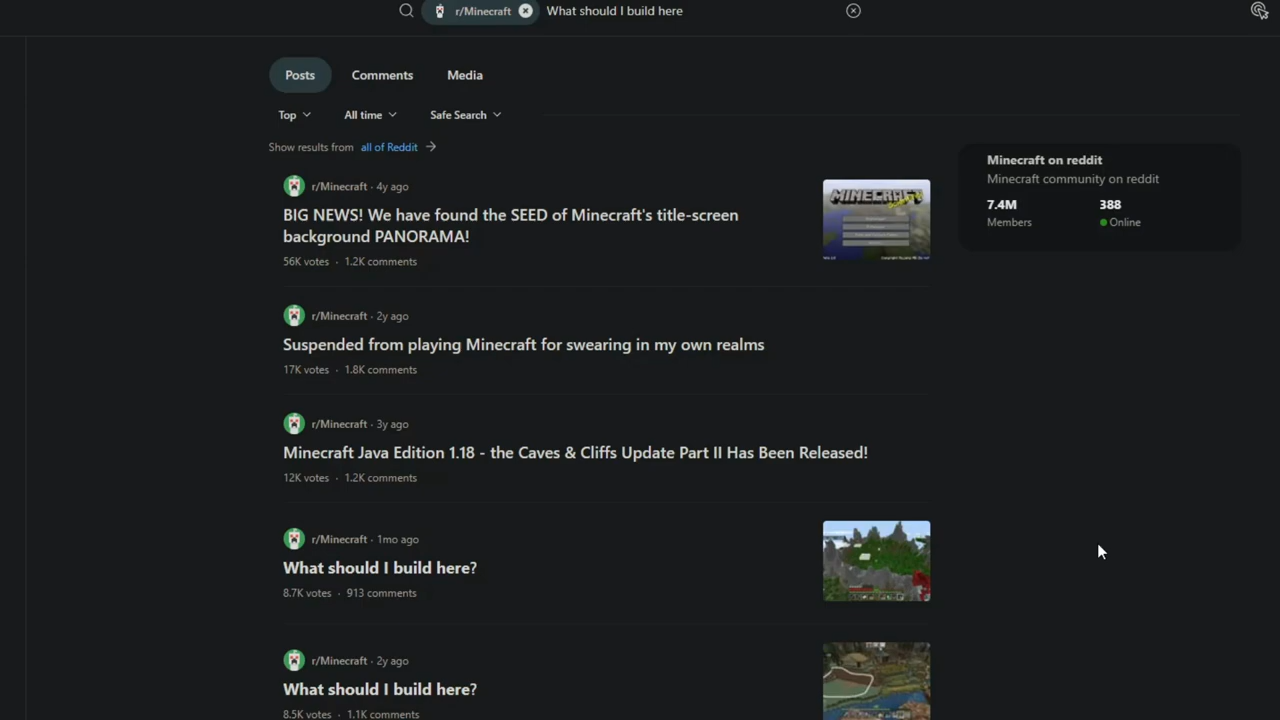 r/Minecraft What should I build here
Posts Comments Media
Top All time Safe Search
Show results from all of Reddit
r/Minecraft · 4y ago
BIG NEWS! We have found the SEED of Minecraft's title-screen
background PANORAMA!
56K votes · 1.2K comments
MINECRAFT
r/Minecraft · 2y ago
Suspended from playing Minecraft for swearing in my own realms
17K votes · 1.8K comments
r/Minecraft · 3y ago
Minecraft Java Edition 1.18 - the Caves & Cliffs Update Part II Has Been Released!
12K votes · 1.2K comments
r/Minecraft · 1mo ago
What should I build here?
8.7K votes · 913 comments
r/Minecraft · 2y ago
What should I build here?
8.5K votes · 1.1K comments
Minecraft on reddit
Minecraft community on reddit
7.4M 388
Members Online